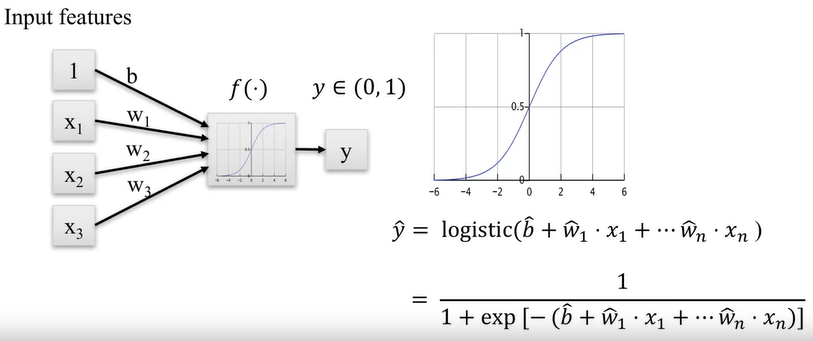 Input features
1
b
x₁
w₁
x₂
w₂
x₃
w₃
f(·)
y
y ∈ (0, 1)
1
0.5
0
-6 -4 -2 0 2 4 6
ŷ = logistic(b̂ + ŵ₁ · x₁ + ⋯ ŵₙ · xₙ )
= 1 / 1 + exp [− (b̂ + ŵ₁ · x₁ + ⋯ ŵₙ · xₙ)]